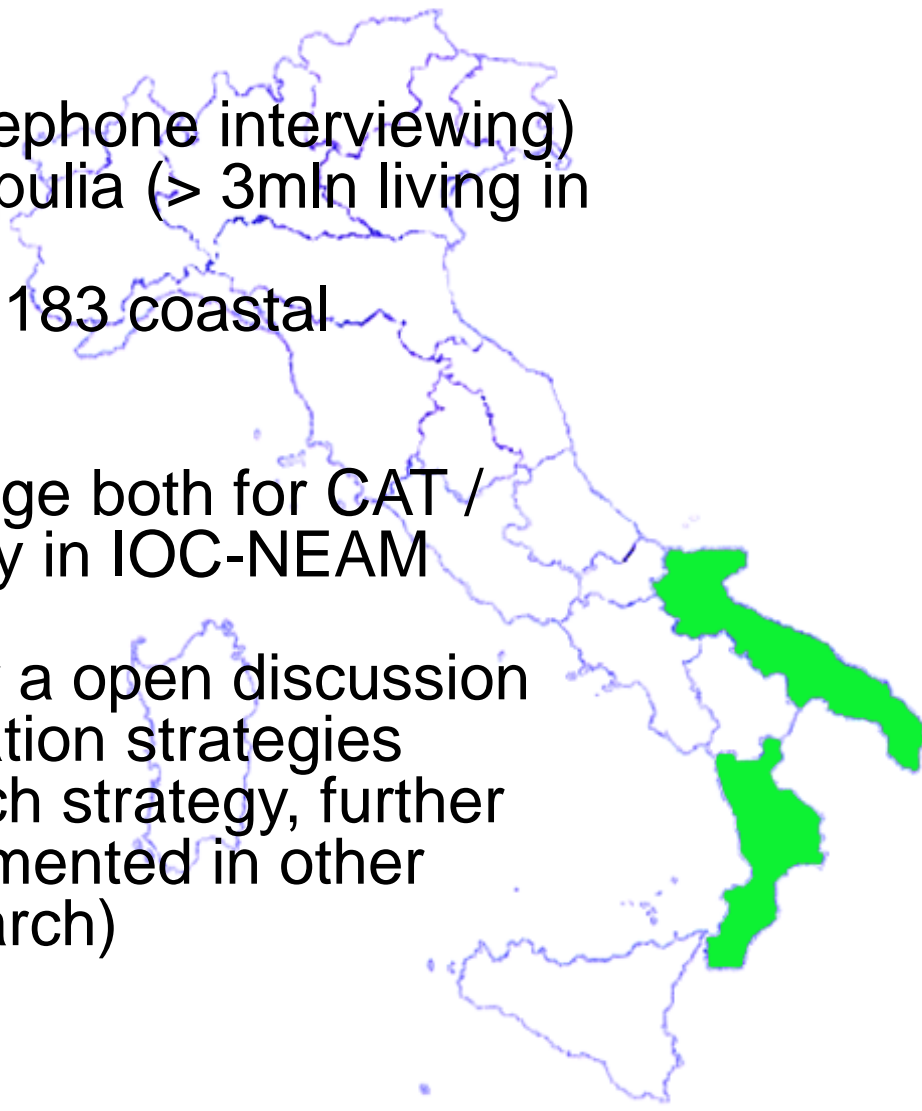 ephone interviewing)
pulia (> 3mln living in
183 coastal
ge both for CAT /
y in IOC-NEAM
a open discussion
ation strategies
ch strategy, further
mented in other
arch)